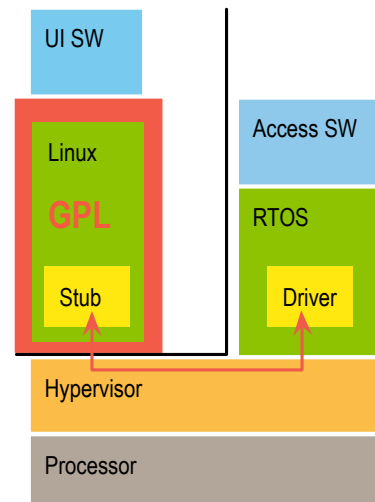 UI SW
Linux
GPL
Stub
Access SW
RTOS
Driver
Hypervisor
Processor